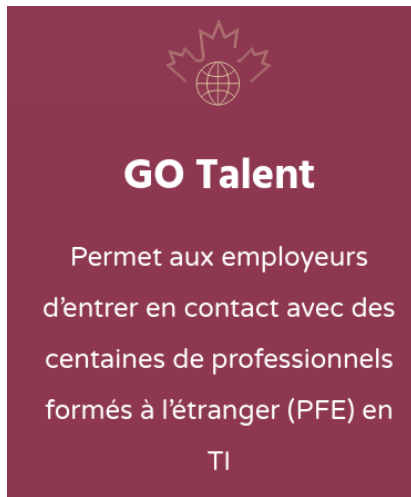 GO Talent
Permet aux employeurs
d’entrer en contact avec des
centaines de professionnels
formés à l’étranger (PFE) en
TI